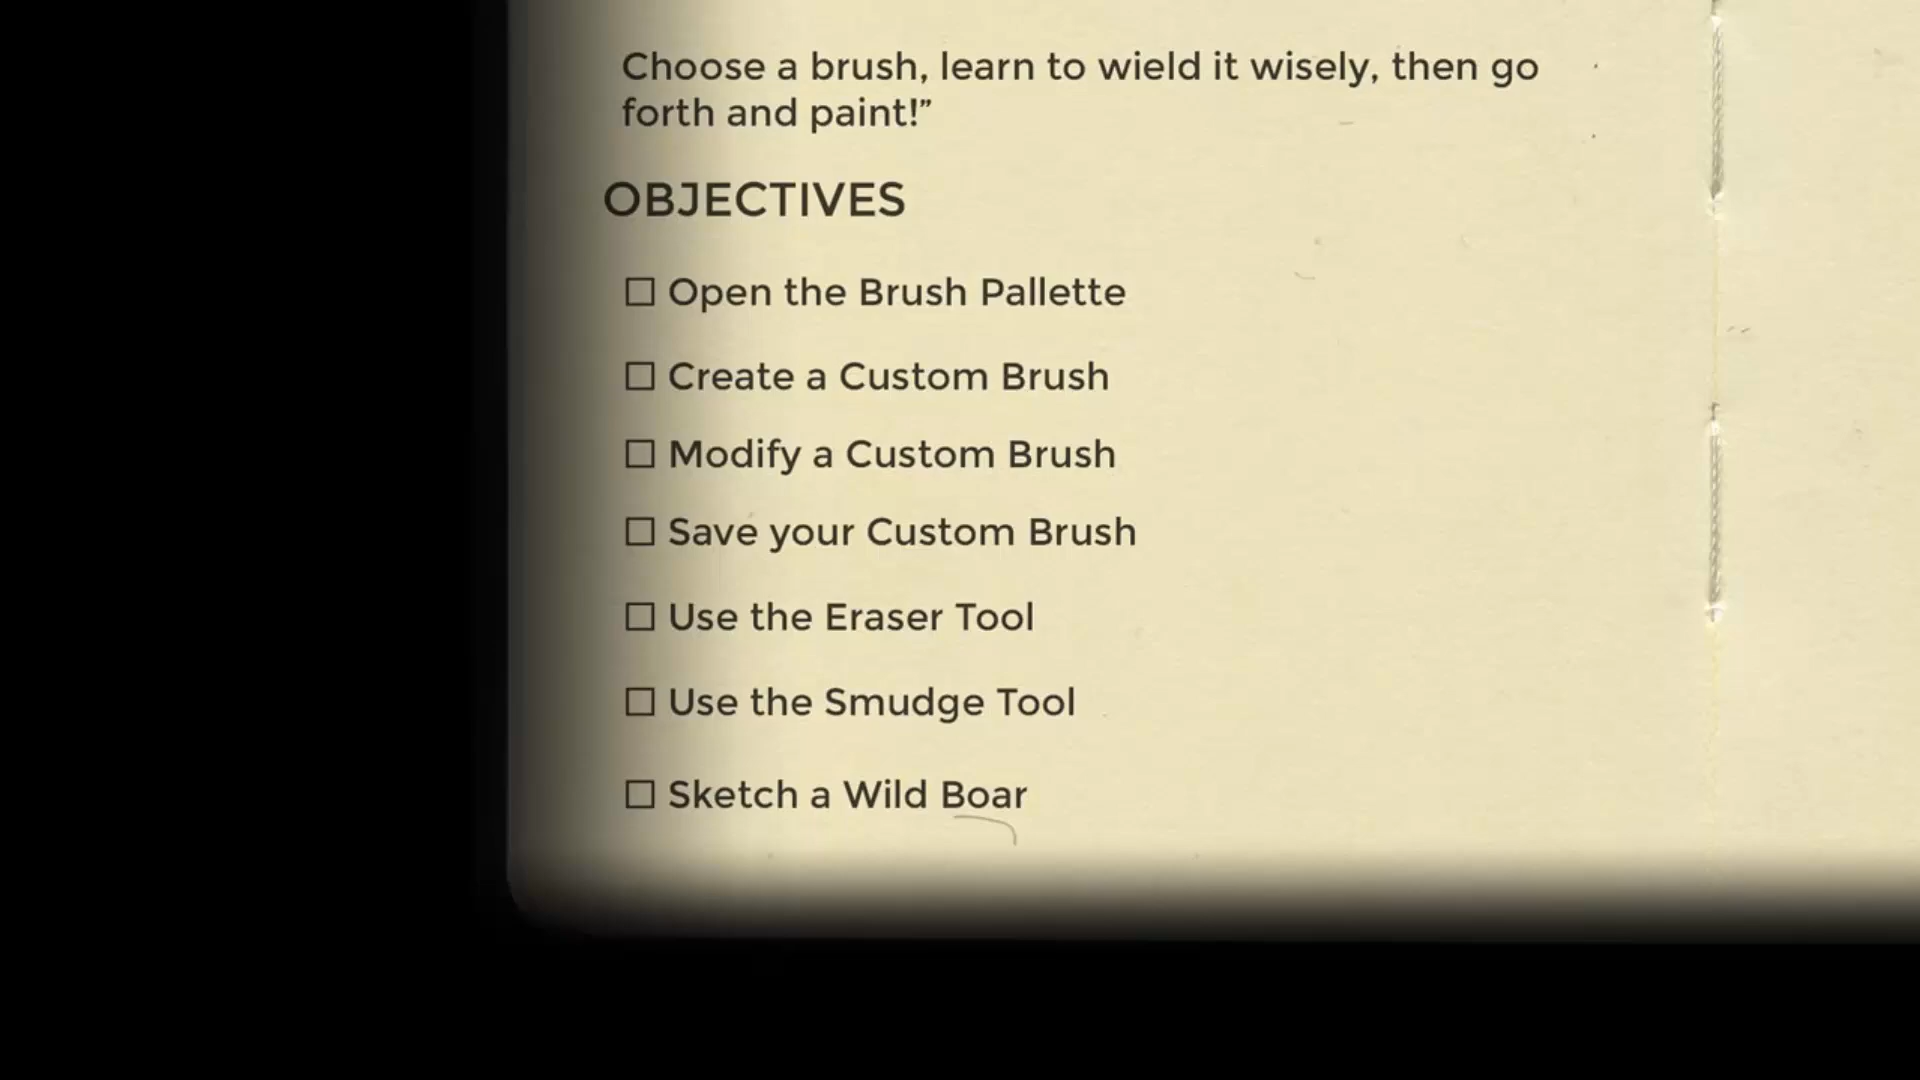 Choose a brush, learn to wield it wisely, then go
forth and paint!”
OBJECTIVES
☐ Open the Brush Pallette
☐ Create a Custom Brush
☐ Modify a Custom Brush
☐ Save your Custom Brush
☐ Use the Eraser Tool
☐ Use the Smudge Tool
☐ Sketch a Wild Boar